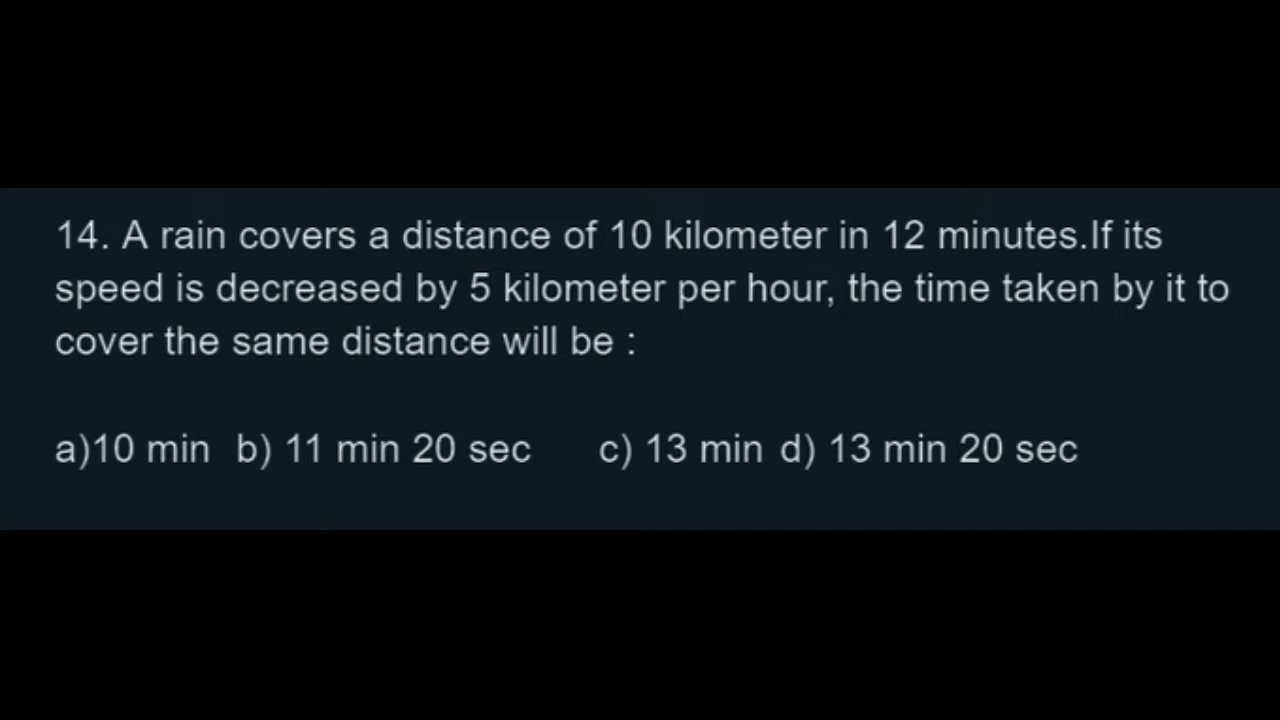 14. A rain covers a distance of 10 kilometer in 12 minutes.If its
speed is decreased by 5 kilometer per hour, the time taken by it to
cover the same distance will be :
a)10 min b) 11 min 20 sec c) 13 min d) 13 min 20 sec